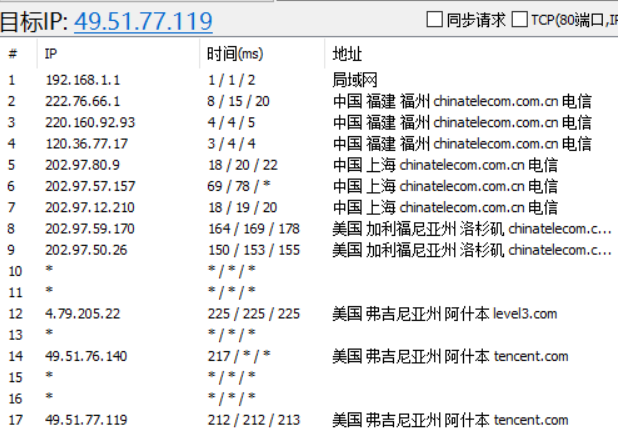 目标IP: 49.51.77.119 同步请求 TCP(80端口,IP
# IP 时间(ms) 地址
1 192.168.1.1 1 / 1 / 2 局域网
2 222.76.66.1 8 / 15 / 20 中国 福建 福州 chinatelecom.com.cn 电信
3 220.160.92.93 4 / 4 / 5 中国 福建 福州 chinatelecom.com.cn 电信
4 120.36.77.17 3 / 4 / 4 中国 福建 福州 chinatelecom.com.cn 电信
5 202.97.80.9 18 / 20 / 22 中国 上海 chinatelecom.com.cn 电信
6 202.97.57.157 69 / 78 / * 中国 上海 chinatelecom.com.cn 电信
7 202.97.12.210 18 / 19 / 20 中国 上海 chinatelecom.com.cn 电信
8 202.97.59.170 164 / 169 / 178 美国 加利福尼亚州 洛杉矶 chinatelecom.c...
9 202.97.50.26 150 / 153 / 155 美国 加利福尼亚州 洛杉矶 chinatelecom.c...
10 * * / * / *
11 * * / * / *
12 4.79.205.22 225 / 225 / 225 美国 弗吉尼亚州 阿什本 level3.com
13 * * / * / *
14 49.51.76.140 217 / * / * 美国 弗吉尼亚州 阿什本 tencent.com
15 * * / * / *
16 * * / * / *
17 49.51.77.119 212 / 212 / 213 美国 弗吉尼亚州 阿什本 tencent.com